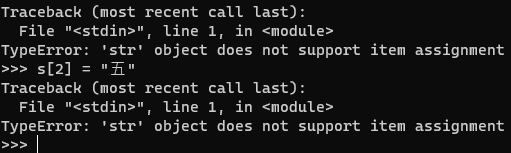 Traceback (most recent call last):
  File "<stdin>", line 1, in <module>
TypeError: 'str' object does not support item assignment
>>> s[2] = "五"
Traceback (most recent call last):
  File "<stdin>", line 1, in <module>
TypeError: 'str' object does not support item assignment
>>>